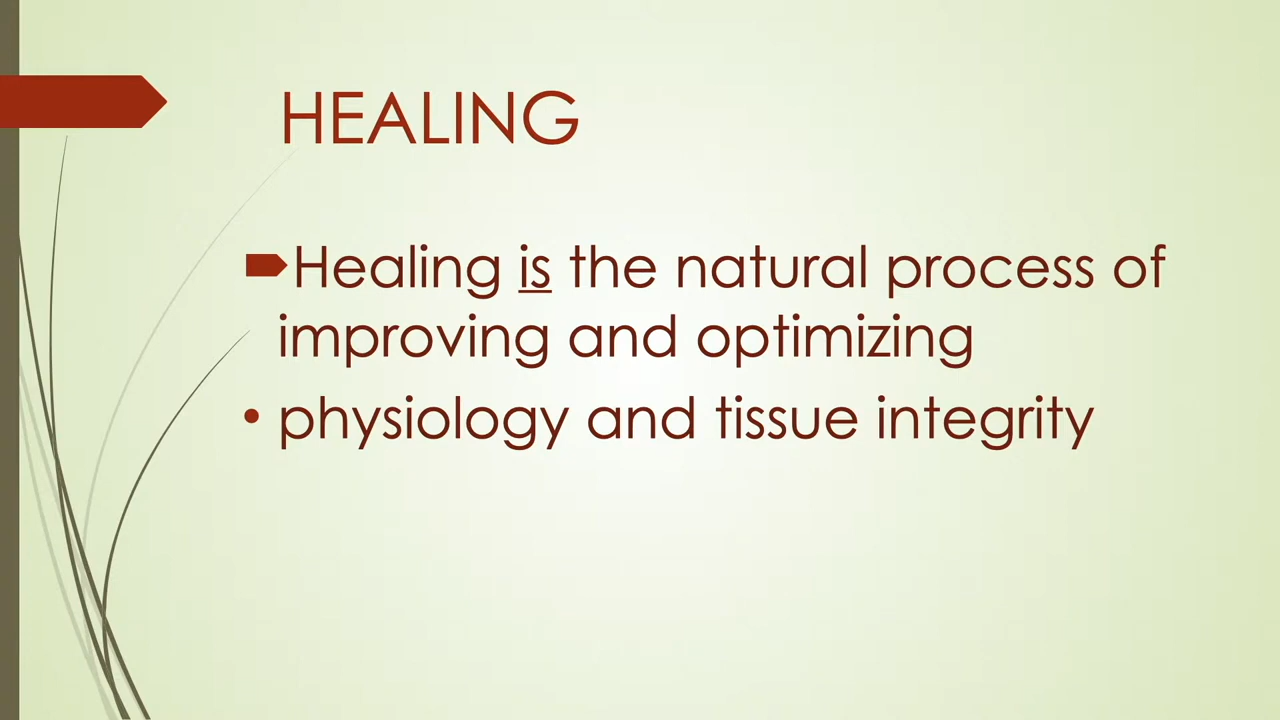 HEALING
Healing is the natural process of
improving and optimizing
• physiology and tissue integrity